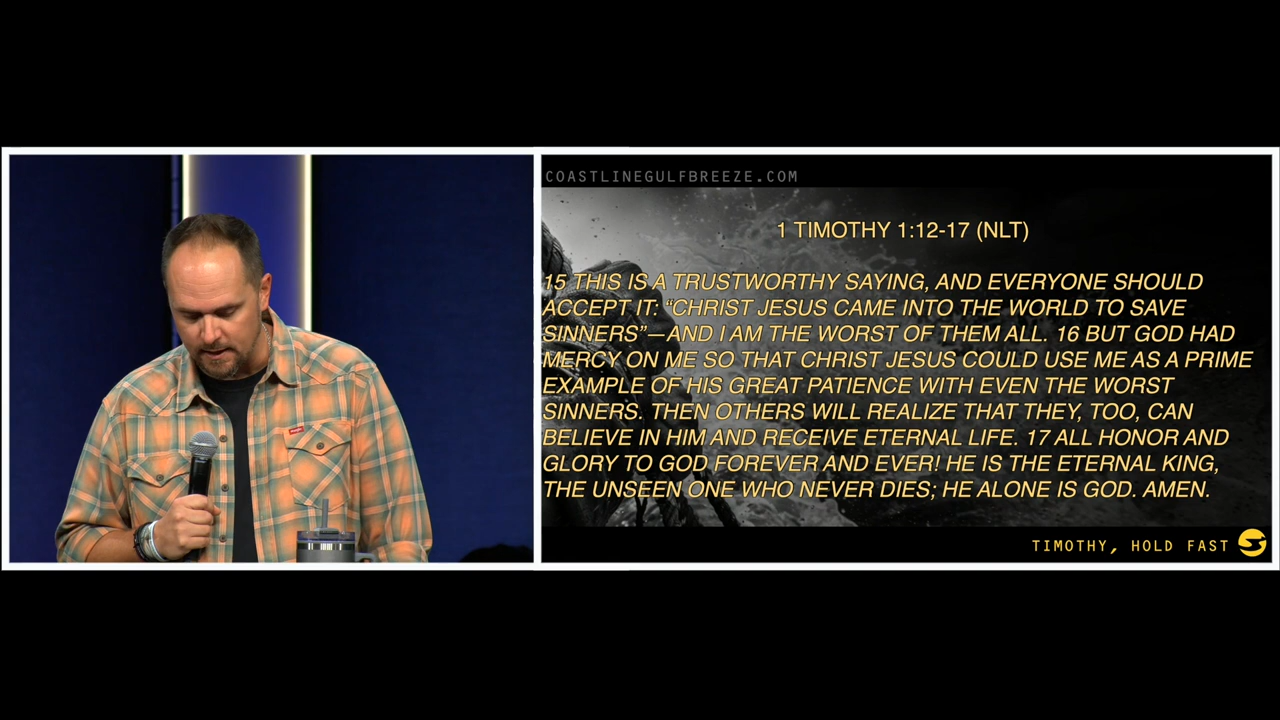 COASTLINEGULFBREEZE.COM
1 TIMOTHY 1:12-17 (NLT)
15 THIS IS A TRUSTWORTHY SAYING, AND EVERYONE SHOULD
ACCEPT IT: “CHRIST JESUS CAME INTO THE WORLD TO SAVE
SINNERS”—AND I AM THE WORST OF THEM ALL. 16 BUT GOD HAD
MERCY ON ME SO THAT CHRIST JESUS COULD USE ME AS A PRIME
EXAMPLE OF HIS GREAT PATIENCE WITH EVEN THE WORST
SINNERS. THEN OTHERS WILL REALIZE THAT THEY, TOO, CAN
BELIEVE IN HIM AND RECEIVE ETERNAL LIFE. 17 ALL HONOR AND
GLORY TO GOD FOREVER AND EVER! HE IS THE ETERNAL KING,
THE UNSEEN ONE WHO NEVER DIES; HE ALONE IS GOD. AMEN.
TIMOTHY, HOLD FAST